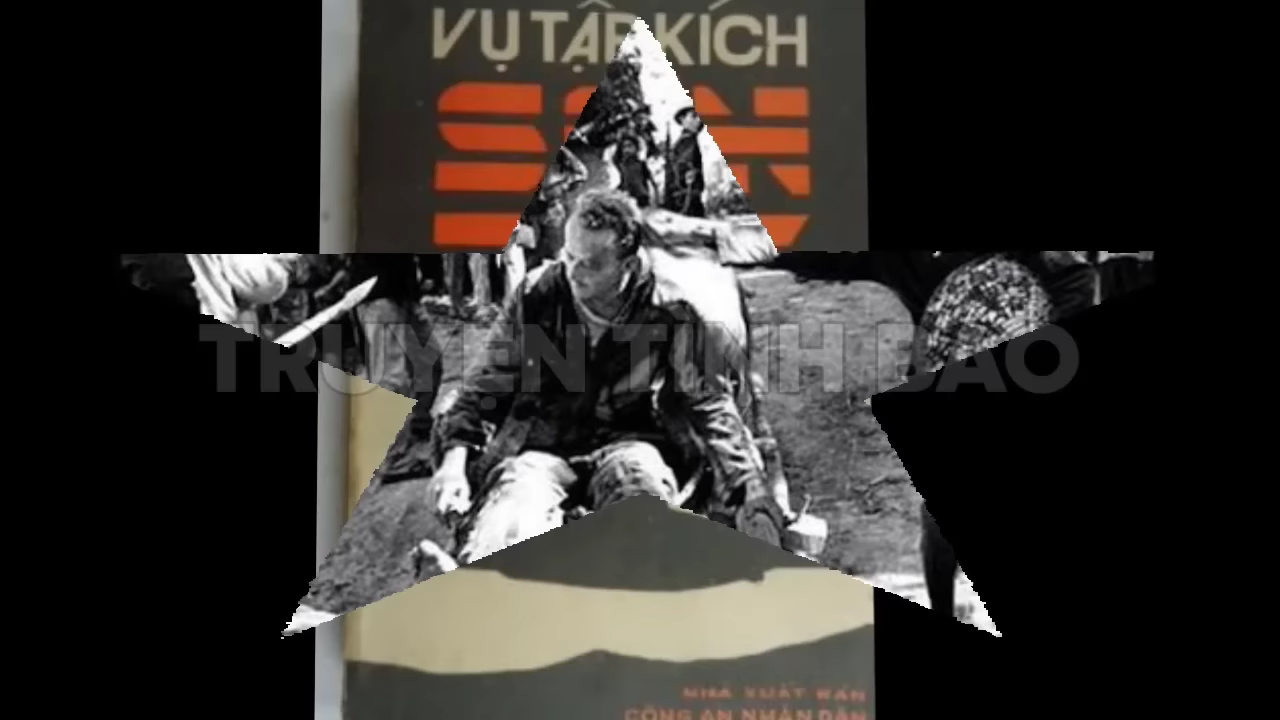 VỤ TẬP KÍCH
TRUYỆN TÌNH BÁO
NHÀ XUẤT BẢN
CÔNG AN NHÂN DÂN